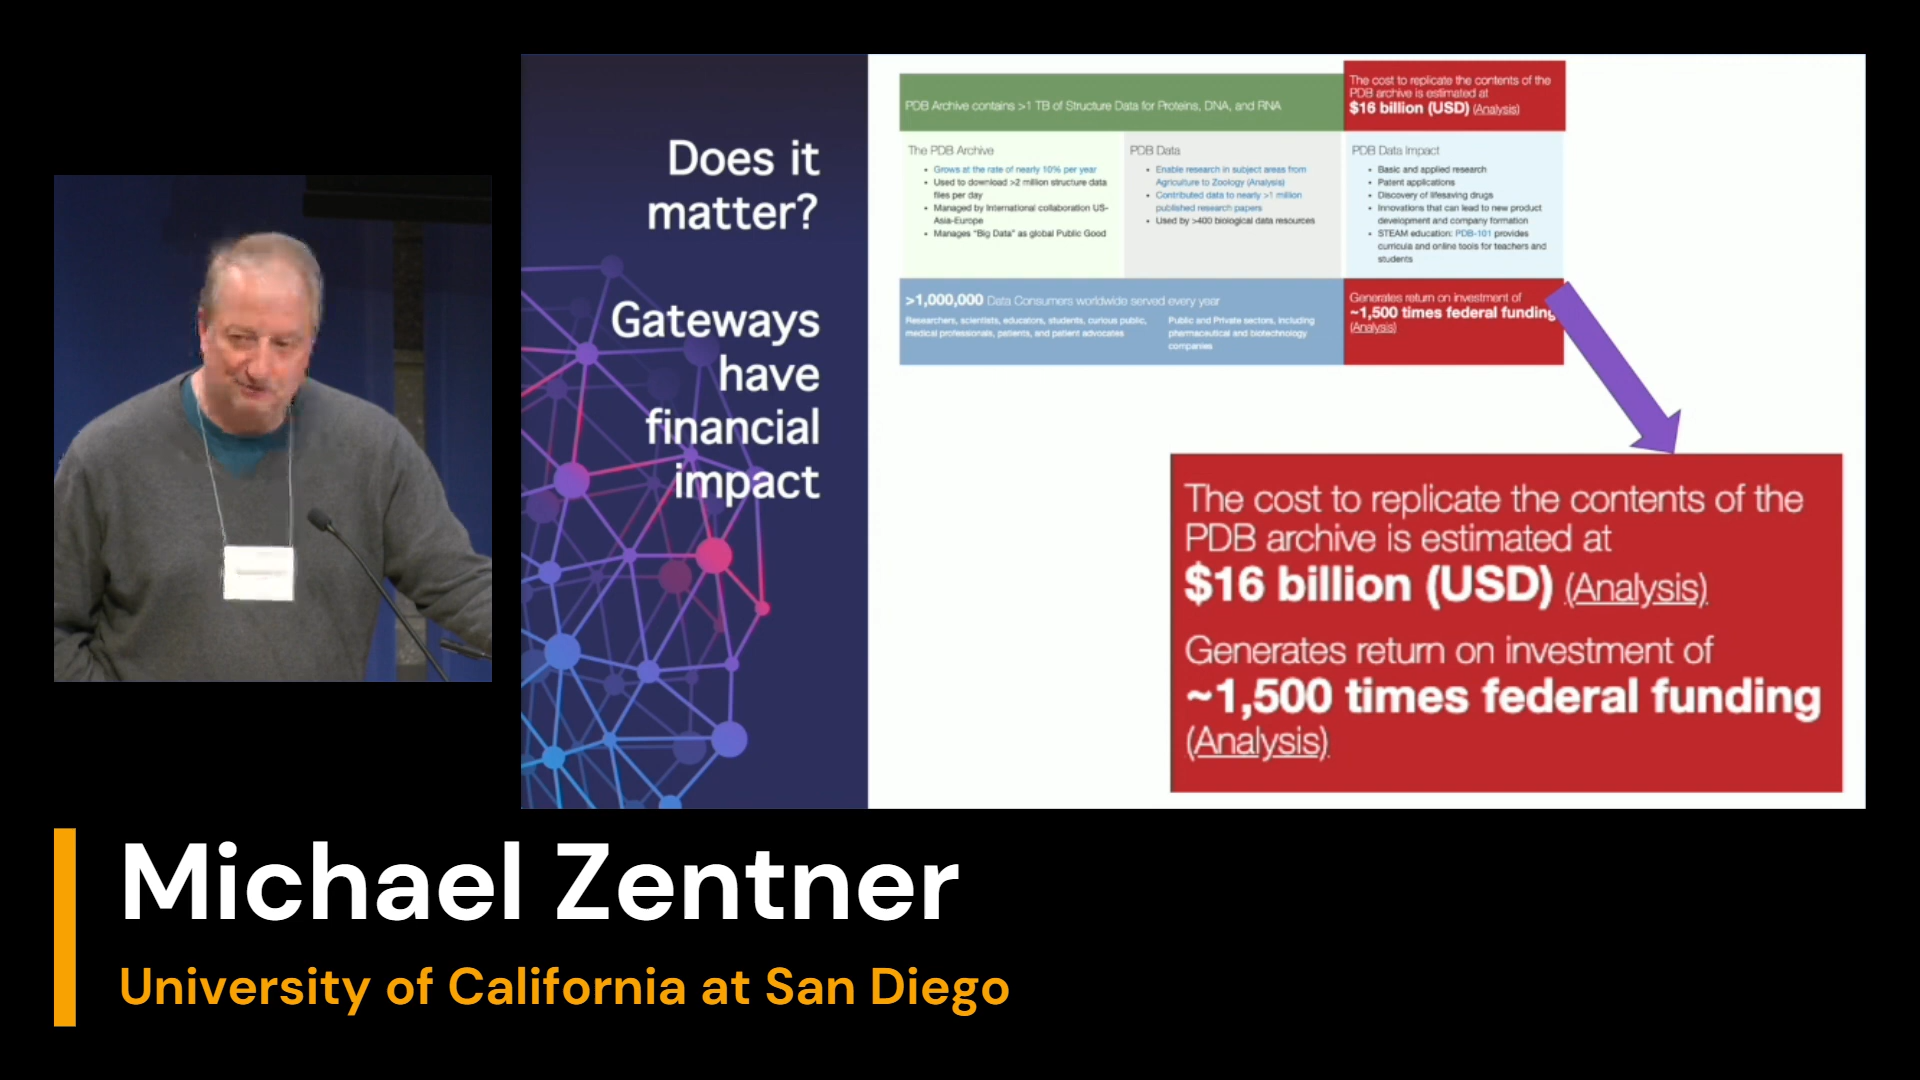 Does it
matter?
Gateways
have
financial
impact
PDB Archive contains >1 TB of Structure Data for Proteins, DNA, and RNA
The cost to replicate the contents of the
PDB archive is estimated at
$16 billion (USD) (Analysis)
The PDB Archive
• Grows at the rate of nearly 10% per year
• Used to download >2 million structure data
files per day
• Managed by International collaboration US-
Asia-Europe
• Manages "Big Data" as global Public Good
PDB Data
• Enable research in subject areas from
Agriculture to Zoology (Analysis)
• Contributed data to nearly >1 million
published research papers
• Used by >400 biological data resources
PDB Data Impact
• Basic and applied research
• Patent applications
• Discovery of lifesaving drugs
• Innovations that can lead to new product
development and company formation
• STEAM education: PDB-101 provides
curricula and online tools for teachers and
students
>1,000,000 Data Consumers worldwide served every year
Researchers, scientists, educators, students, curious public,
medical professionals, patients, and patient advocates
Public and Private sectors, including
pharmaceutical and biotechnology
companies
Generates return on investment of
~1,500 times federal funding
(Analysis)
The cost to replicate the contents of the
PDB archive is estimated at
$16 billion (USD) (Analysis)
Generates return on investment of
~1,500 times federal funding
(Analysis)
Michael Zentner
University of California at San Diego